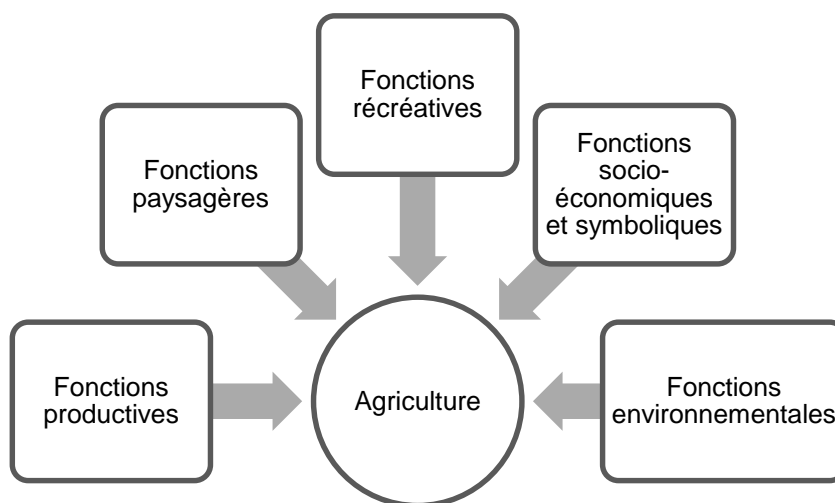 Fonctions
récréatives
Fonctions
paysagères
Fonctions
socio-
économiques
et symboliques
Fonctions
productives
Agriculture
Fonctions
environnementales